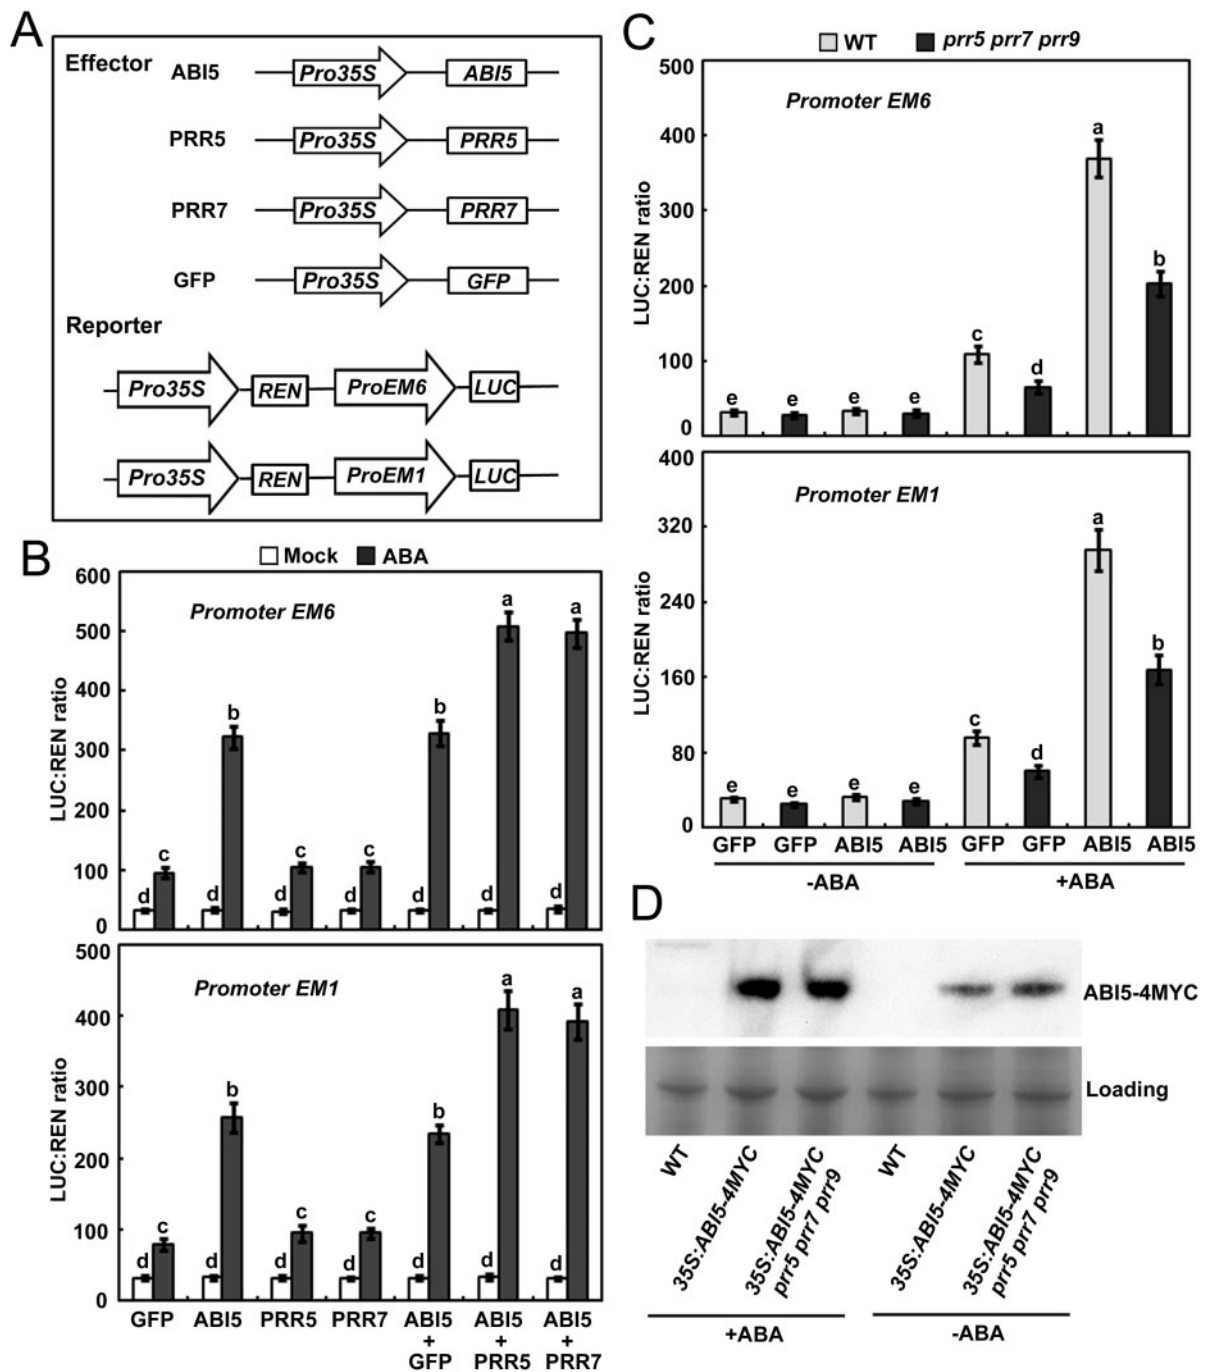 A
Effector
ABI5 Pro35S ABI5
PRR5 Pro35S PRR5
PRR7 Pro35S PRR7
GFP Pro35S GFP
Reporter
Pro35S REN ProEM6 LUC
Pro35S REN ProEM1 LUC
B
Mock ABA
Promoter EM6
LUC:REN ratio
600
500
400
300
200
100
0
d c d b d c d c d b d a d a
Promoter EM1
LUC:REN ratio
500
400
300
200
100
0
d c d b d c d c d b d a d a
GFP ABI5 PRR5 PRR7 ABI5 ABI5 ABI5
+ + +
GFP PRR5 PRR7
C
WT prr5 prr7 prr9
Promoter EM6
LUC:REN ratio
500
400
300
200
100
0
e e e e c d a b
Promoter EM1
LUC:REN ratio
400
320
240
160
80
0
e e e e c d a b
GFP GFP ABI5 ABI5 GFP GFP ABI5 ABI5
-ABA +ABA
D
ABI5-4MYC
Loading
WT
35S:ABI5-4MYC
35S:ABI5-4MYC
prr5 prr7 prr9
WT
35S:ABI5-4MYC
35S:ABI5-4MYC
prr5 prr7 prr9
+ABA -ABA